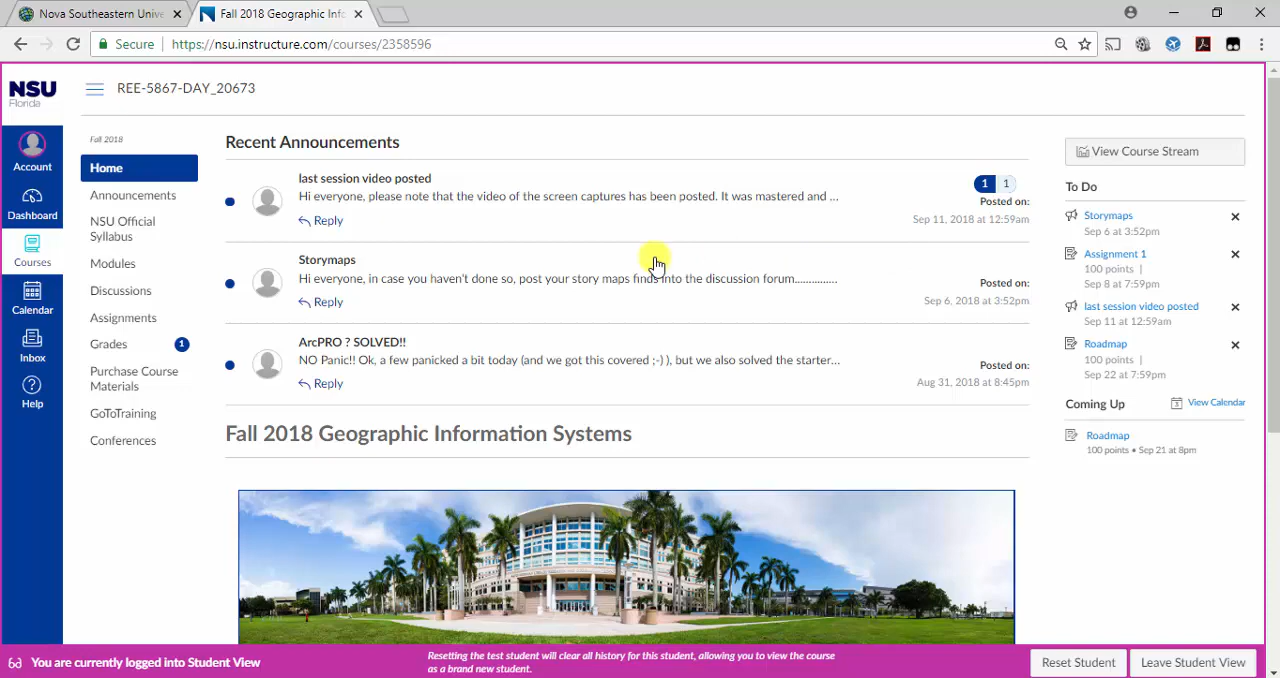 Nova Southeastern Unive
Fall 2018 Geographic Info
Secure
https://nsu.instructure.com/courses/2358596
NSU
Florida
REE-5867-DAY_20673
Account
Dashboard
Courses
Calendar
Inbox
Help
Fall 2018
Home
Announcements
NSU Official
Syllabus
Modules
Discussions
Assignments
Grades 1
Purchase Course
Materials
GoToTraining
Conferences
Recent Announcements
last session video posted
Hi everyone, please note that the video of the screen captures has been posted. It was mastered and ...
Reply
1 1
Posted on:
Sep 11, 2018 at 12:59am
Storymaps
Hi everyone, in case you haven't done so, post your story maps finds into the discussion forum...............
Reply
Posted on:
Sep 6, 2018 at 3:52pm
ArcPRO ? SOLVED!!
NO Panic!! Ok, a few panicked a bit today (and we got this covered ;-) ), but we also solved the starter...
Reply
Posted on:
Aug 31, 2018 at 8:45pm
Fall 2018 Geographic Information Systems
View Course Stream
To Do
Storymaps
Sep 6 at 3:52pm
Assignment 1
100 points |
Sep 8 at 7:59pm
last session video posted
Sep 11 at 12:59am
Roadmap
100 points |
Sep 22 at 7:59pm
Coming Up
View Calendar
Roadmap
100 points • Sep 21 at 8pm
You are currently logged into Student View
Resetting the test student will clear all history for this student, allowing you to view the course
as a brand new student.
Reset Student
Leave Student View